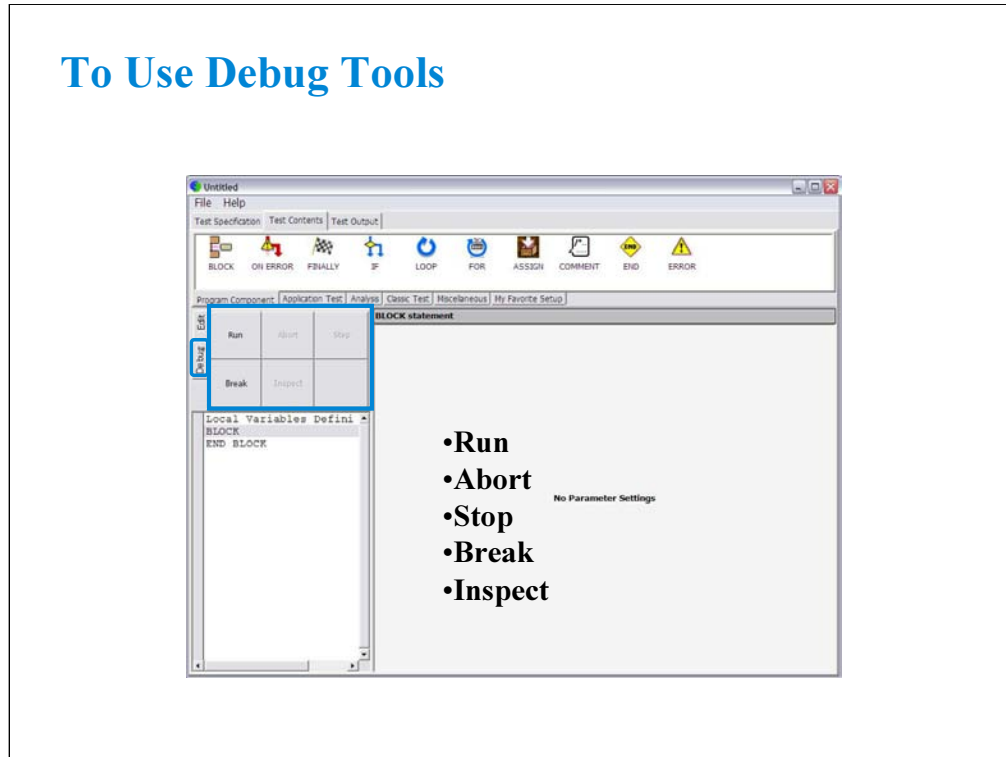 To Use Debug Tools
Untitled
File Help
Test Specification Test Contents Test Output
BLOCK ON ERROR FINALLY IF LOOP FOR ASSIGN COMMENT END ERROR
Program Component Application Test Analysis Classic Test Miscelaneous My Favorite Setup
Edit
Debug
Run Abort Stop
Break Inspect
BLOCK statement
Local Variables Defini
BLOCK
END BLOCK
•Run
•Abort
No Parameter Settings
•Stop
•Break
•Inspect